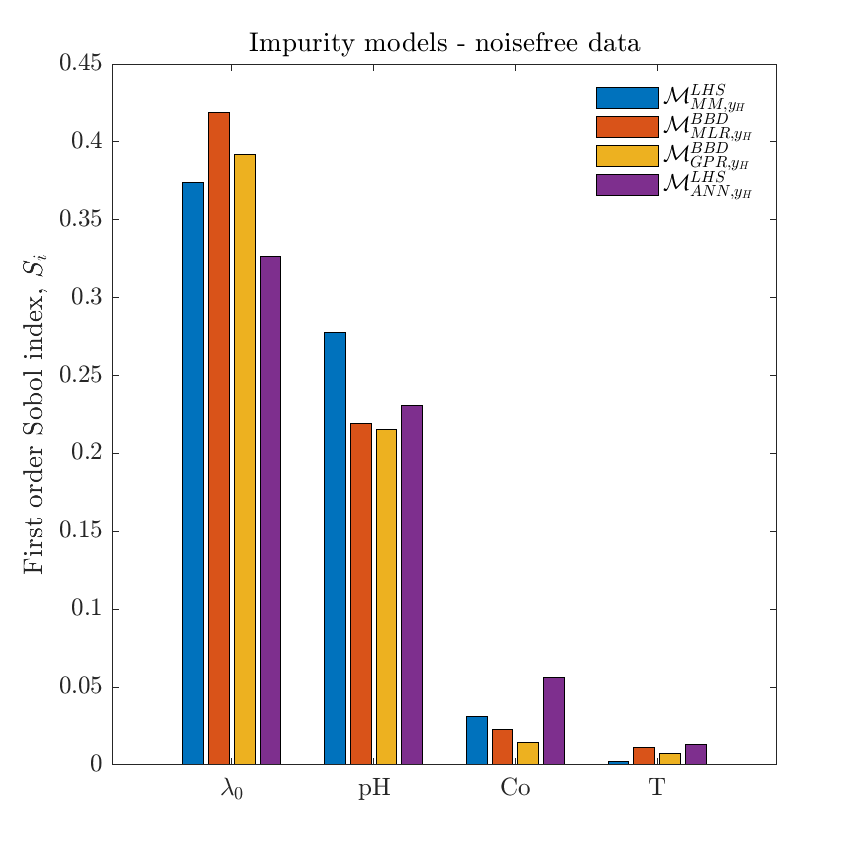 Impurity models - noisefree data
0.45
0.4
0.35
0.3
0.25
0.2
0.15
0.1
0.05
0
First order Sobol index, S_i
λ_0 pH Co T
𝓜^{LHS}_{MM,y_H}
𝓜^{BBD}_{MLR,y_H}
𝓜^{BBD}_{GPR,y_H}
𝓜^{LHS}_{ANN,y_H}